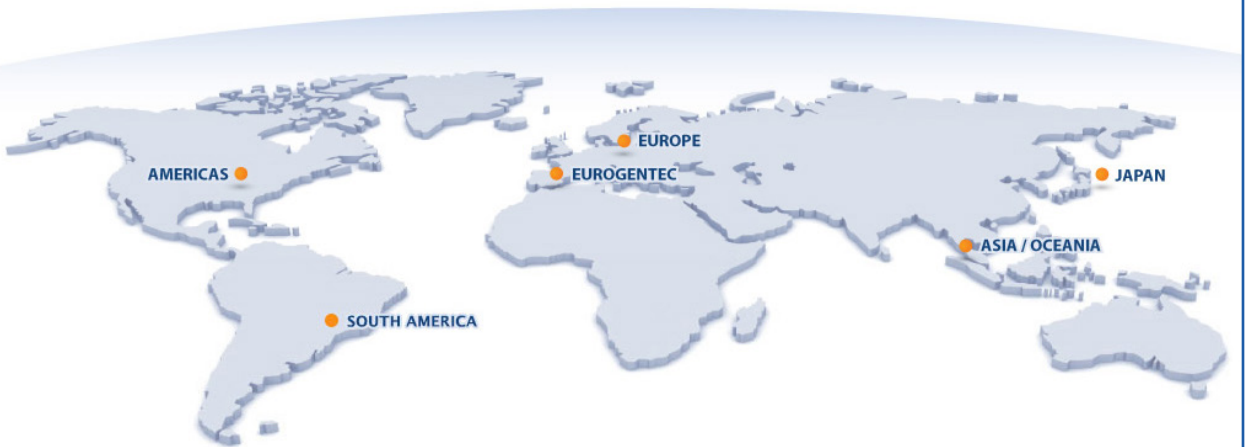 EUROPE
AMERICAS
EUROGENTEC
JAPAN
ASIA / OCEANIA
SOUTH AMERICA